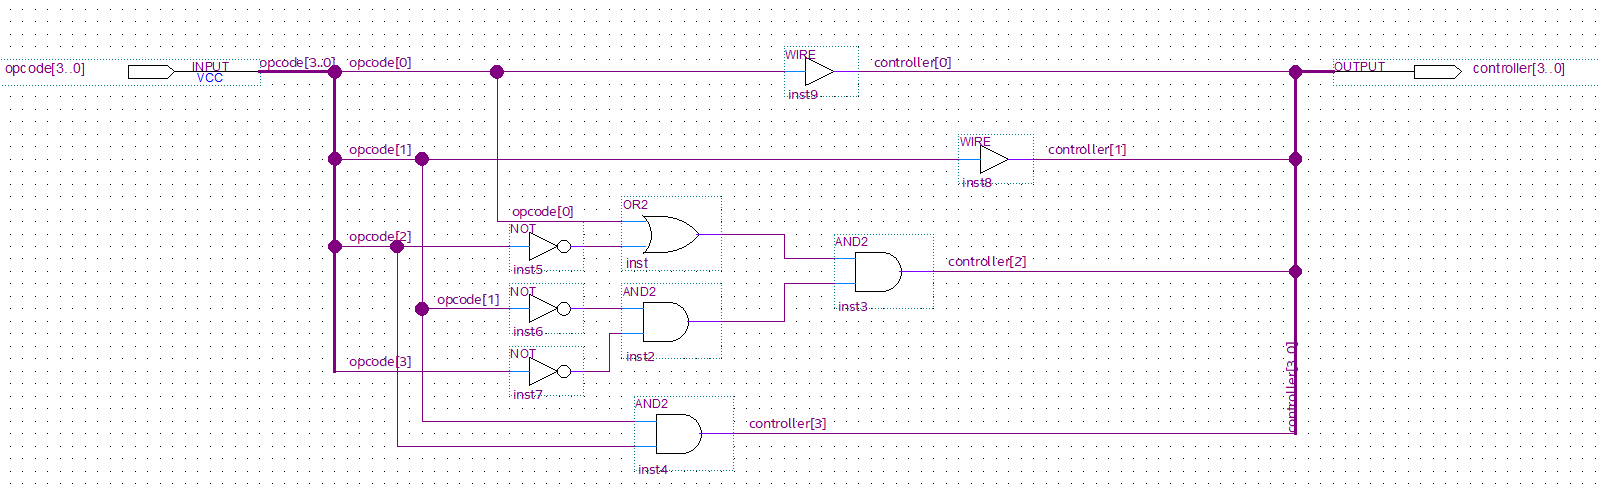 WIRE
opcode[3..0] INPUT VCC opcode[3..0] opcode[0] controller[0] OUTPUT controller[3..0]
inst9
WIRE
opcode[1] controller[1]
inst8
OR2
opcode[0]
NOT
opcode[2] AND2
inst5 inst controller[2]
NOT AND2
opcode[1] inst3
inst6
NOT inst2
opcode[3] controller[3..0]
inst7
AND2
controller[3]
inst4